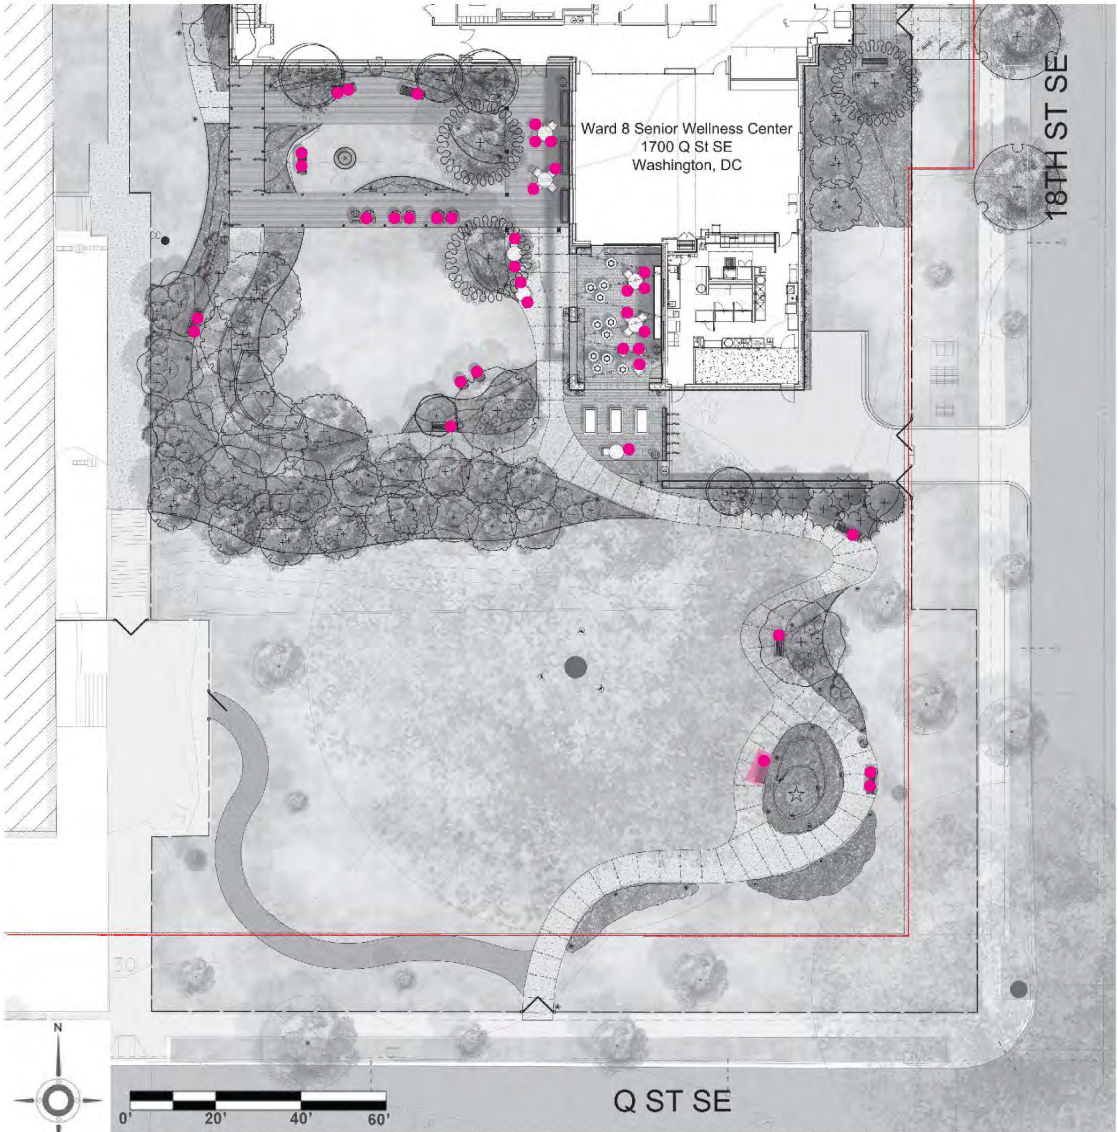 Ward 8 Senior Wellness Center
1700 Q St SE
Washington, DC
18TH ST SE
30
N
0'
20'
40'
60'
Q ST SE